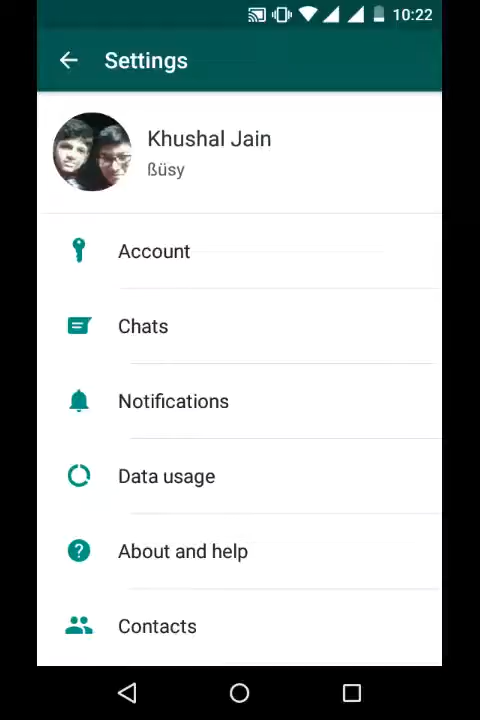 10:22
Settings
Khushal Jain
ßüsy
Account
Chats
Notifications
Data usage
About and help
Contacts